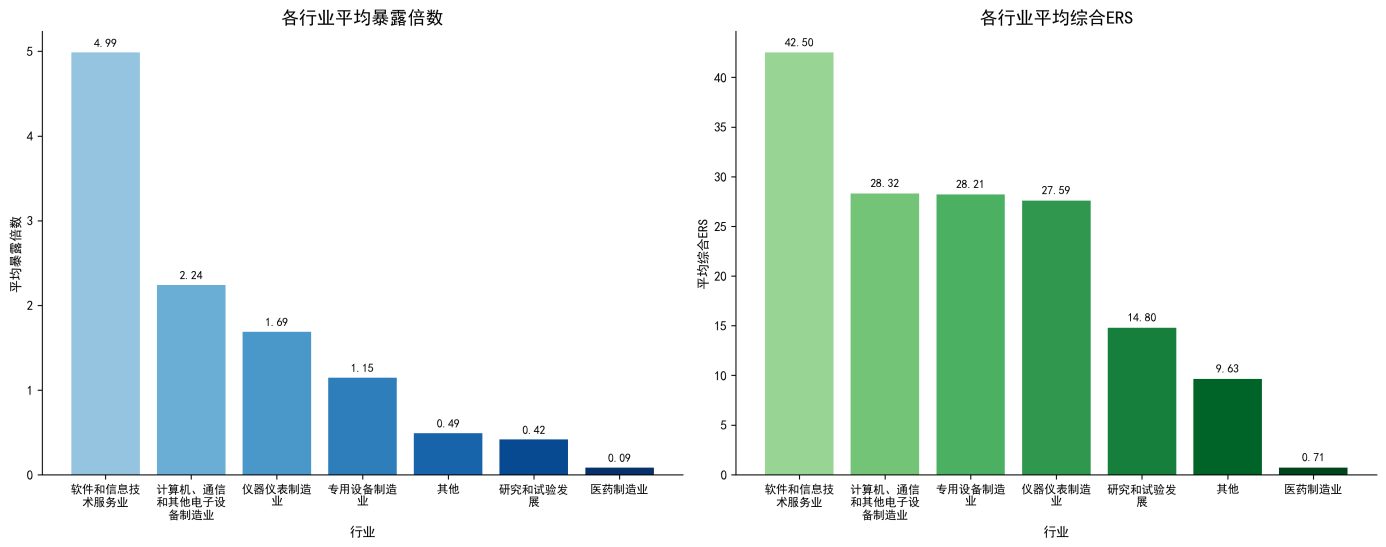 各行业平均暴露倍数
平均暴露倍数
5
4
3
2
1
0
4.99
2.24
1.69
1.15
0.49
0.42
0.09
软件和信息技
术服务业
计算机、通信
和其他电子设
备制造业
仪器仪表制造
业
专用设备制造
业
其他
研究和试验发
展
医药制造业
行业
各行业平均综合ERS
平均综合ERS
40
35
30
25
20
15
10
5
0
42.50
28.32
28.21
27.59
14.80
9.63
0.71
软件和信息技
术服务业
计算机、通信
和其他电子设
备制造业
专用设备制造
业
仪器仪表制造
业
研究和试验发
展
其他
医药制造业
行业